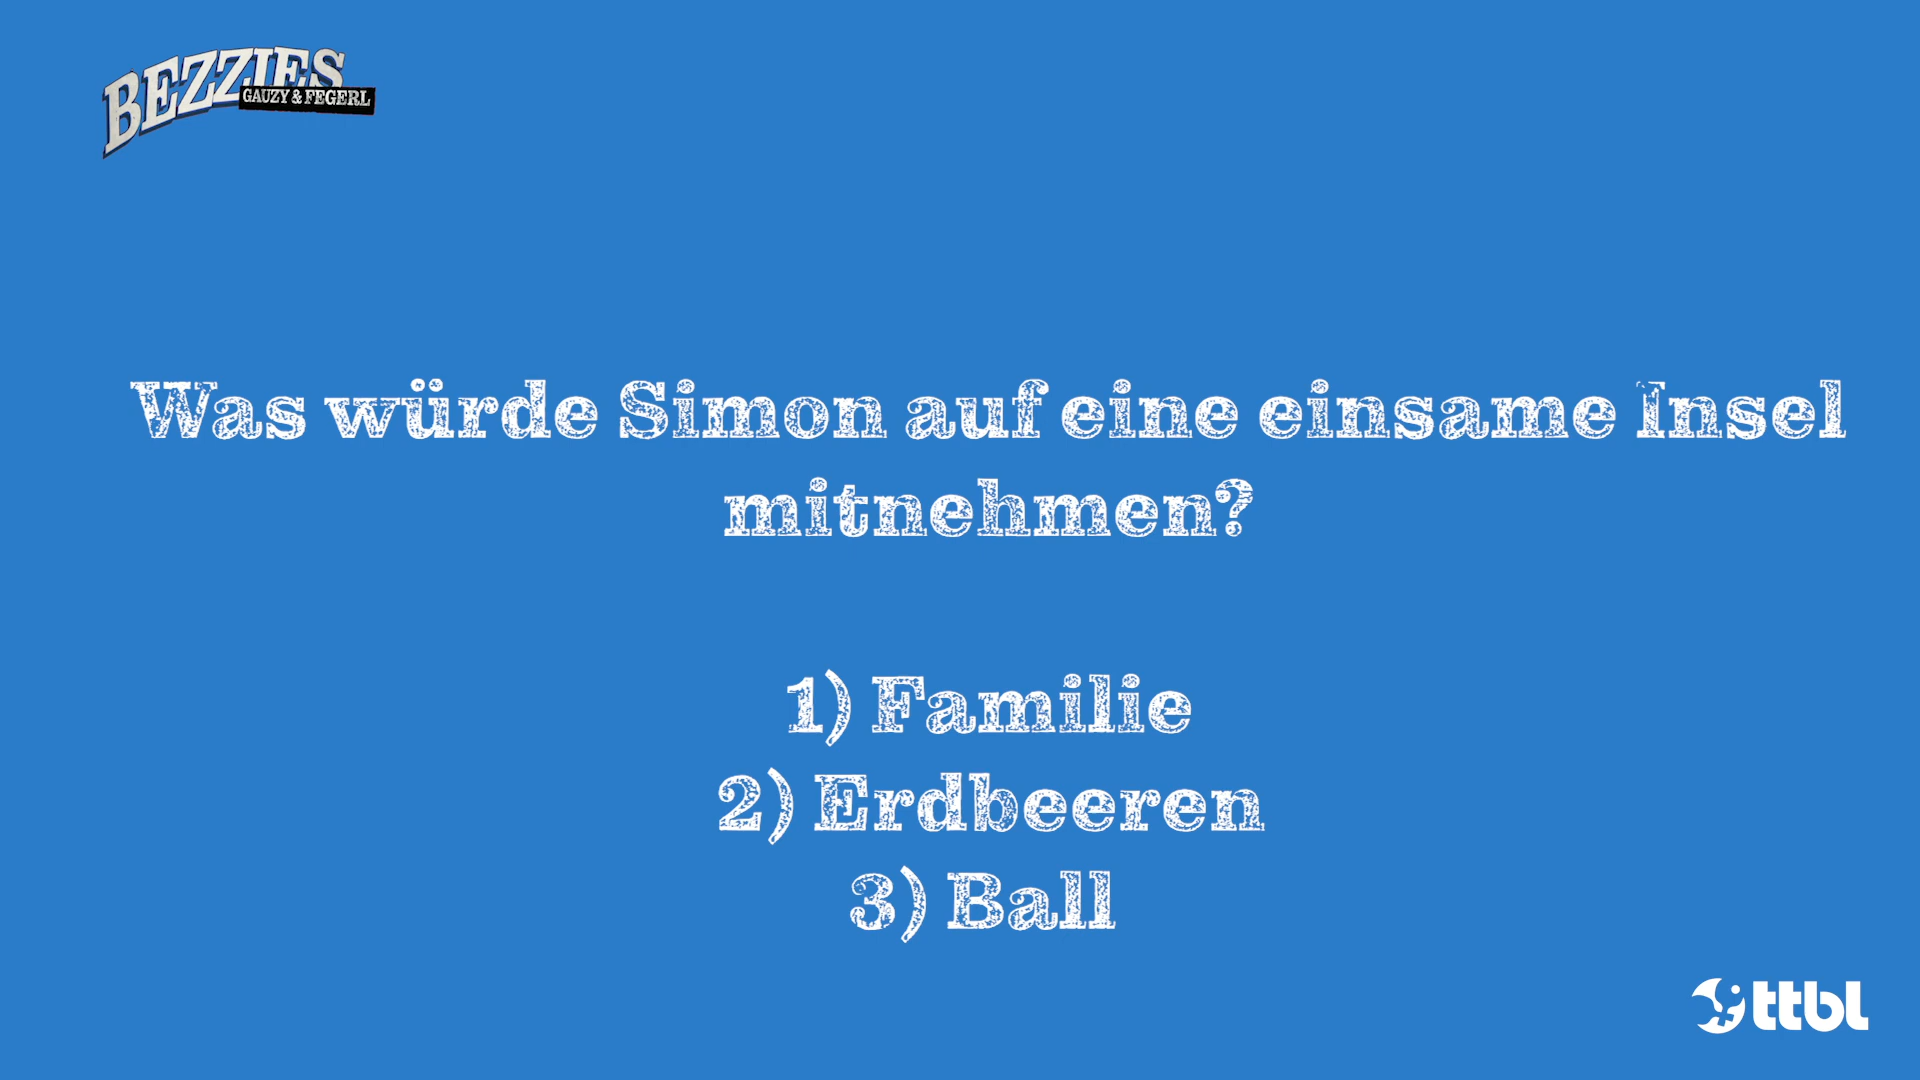 BEZZIES
GAUZY & FEGERL
Was würde Simon auf eine einsame Insel
mitnehmen?
1) Familie
2) Erdbeeren
3) Ball
ttbl